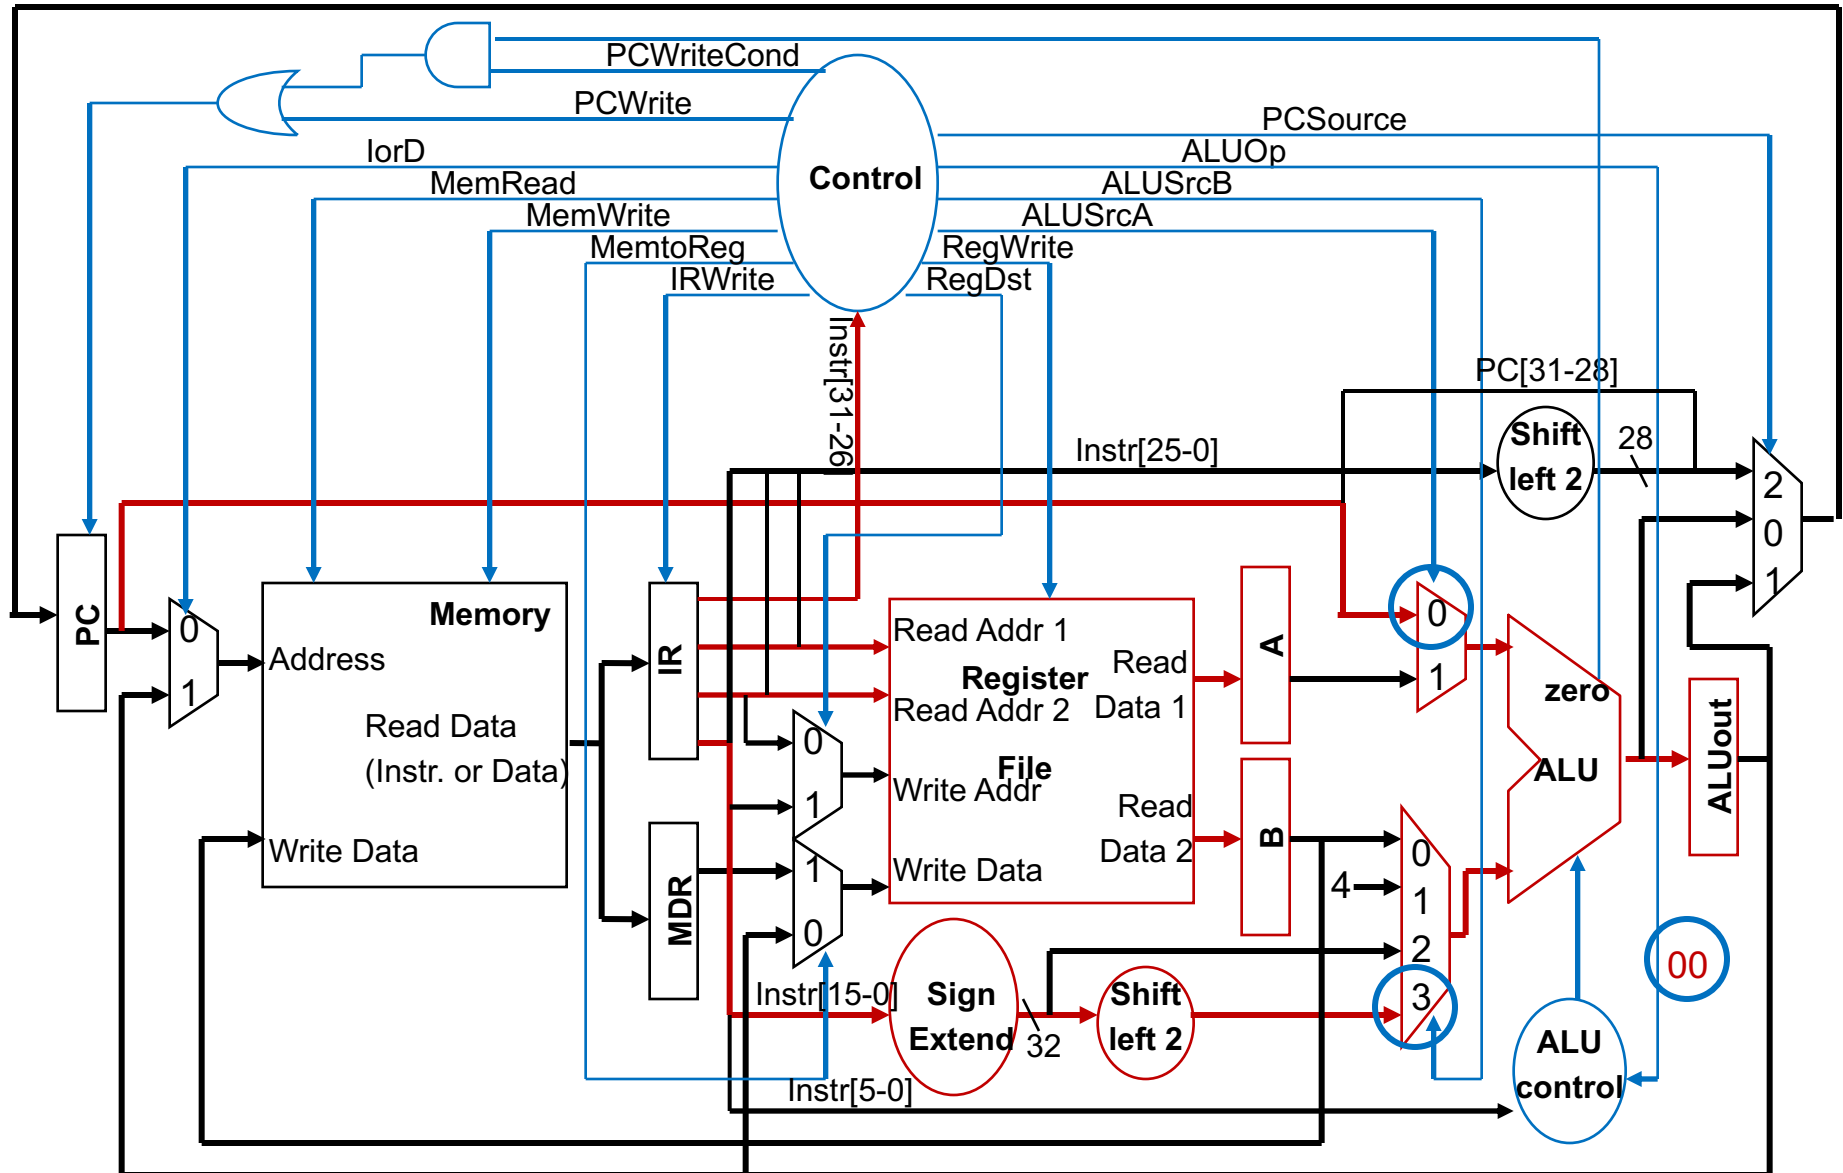 PCWriteCond
PCWrite
PCSource
IorD
ALUOp
MemRead
Control
ALUSrcB
MemWrite
ALUSrcA
MemtoReg
RegWrite
IRWrite
RegDst
Instr[31-26]
PC[31-28]
Instr[25-0]
Shift
left 2
28
2
0
1
PC
0
1
Memory
Address
Read Data
(Instr. or Data)
Write Data
IR
MDR
0
1
1
0
Read Addr 1
Register
Read Addr 2
File
Write Addr
Write Data
Read
Data 1
Read
Data 2
A
B
0
1
4
0
1
2
3
zero
ALU
ALUout
Instr[15-0]
Sign
Extend
32
Shift
left 2
00
ALU
control
Instr[5-0]